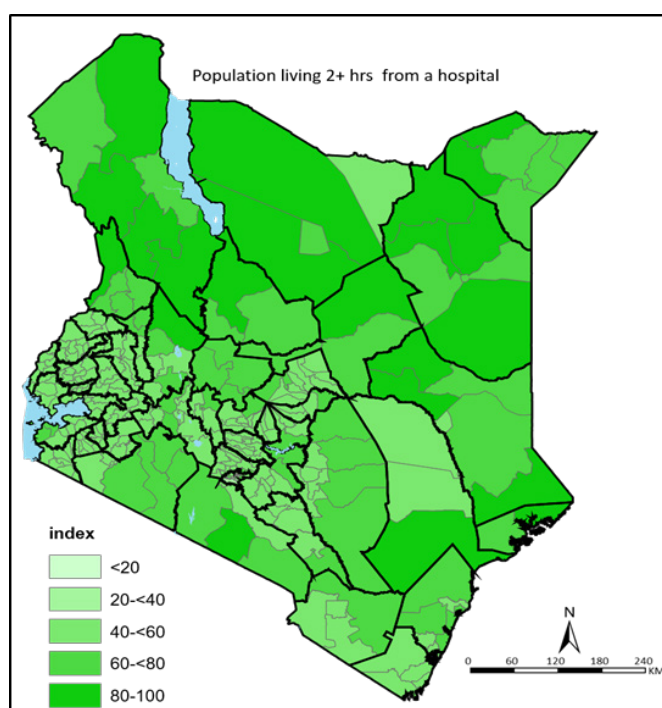 Population living 2+ hrs from a hospital
index
<20
20-<40
40-<60
60-<80
80-100
N
0 60 120 180 240
KM